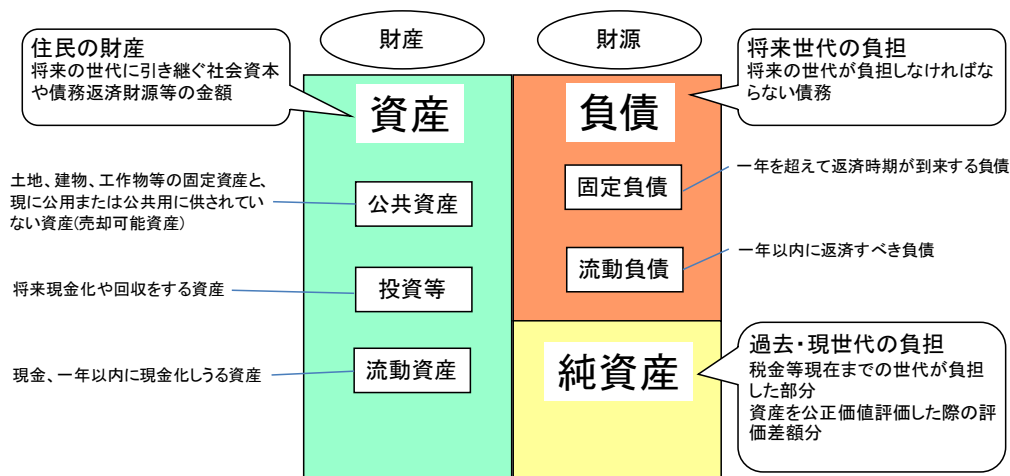 財産
財源
住民の財産
将来の世代に引き継ぐ社会資本
や債務返済財源等の金額
将来世代の負担
将来の世代が負担しなければな
らない債務
資産
負債
土地、建物、工作物等の固定資産と、
現に公用または公共用に供されてい
ない資産(売却可能資産)
公共資産
固定負債
一年を超えて返済時期が到来する負債
将来現金化や回収をする資産
投資等
流動負債
一年以内に返済すべき負債
現金、一年以内に現金化しうる資産
流動資産
純資産
過去・現世代の負担
税金等現在までの世代が負担
した部分
資産を公正価値評価した際の評
価差額分